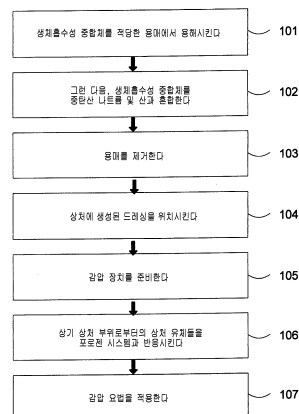 생체흡수성 중합체를 적당한 용매에서 용해시킨다
101
그런 다음, 생체흡수성 중합체를
중탄산 나트륨 및 산과 혼합한다
102
용매를 제거한다
103
상처에 생성된 드레싱을 위치시킨다
104
감압 장치를 준비한다
105
상기 상처 부위로부터의 상처 유체들을
포로젠 시스템과 반응시킨다
106
감압 요법을 적용한다
107